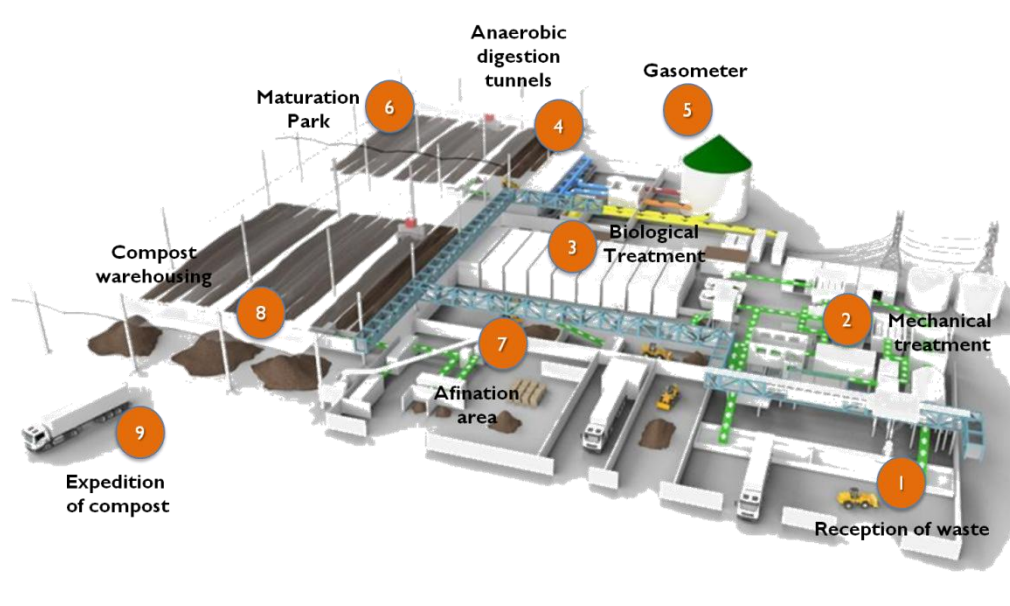 Anaerobic
digestion
tunnels
4
Gasometer
5
Maturation
Park
6
Biological
Treatment
3
Compost
warehousing
8
2
Mechanical
treatment
7
Afination
area
9
Expedition
of compost
1
Reception of waste